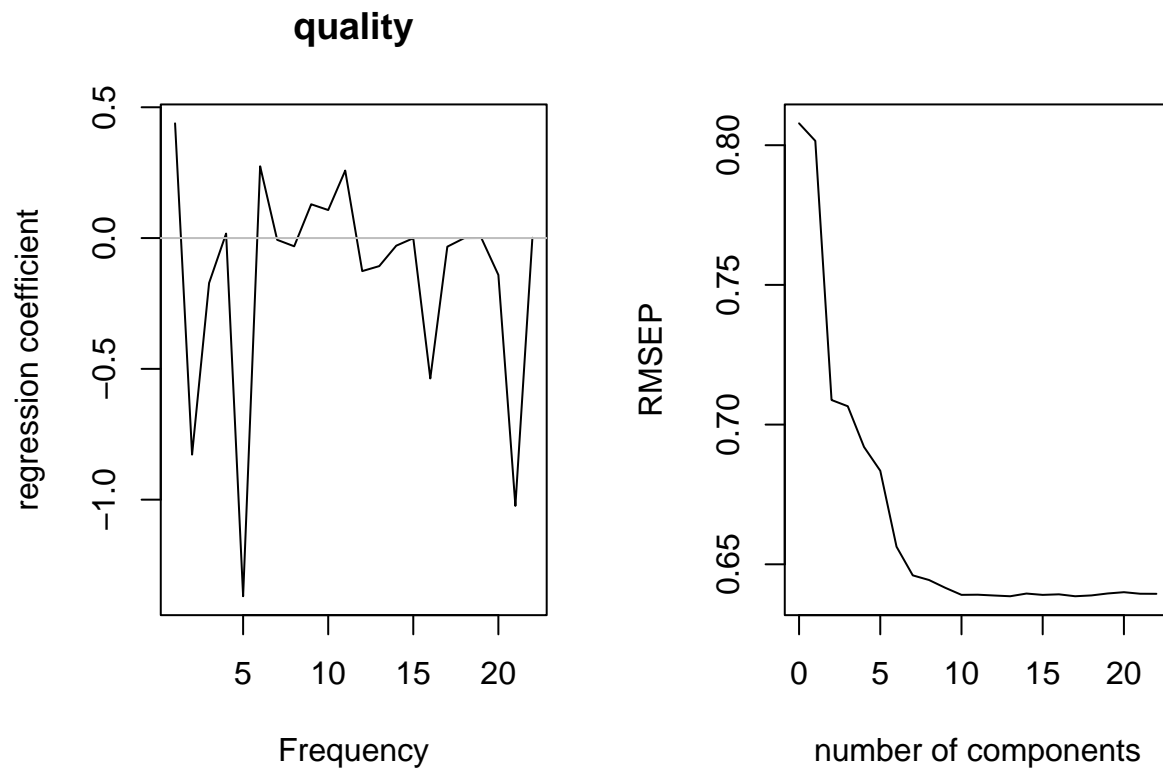 quality
regression coefficient
0.5
0.0
−0.5
−1.0
5 10 15 20
Frequency
RMSEP
0.80
0.75
0.70
0.65
0 5 10 15 20
number of components